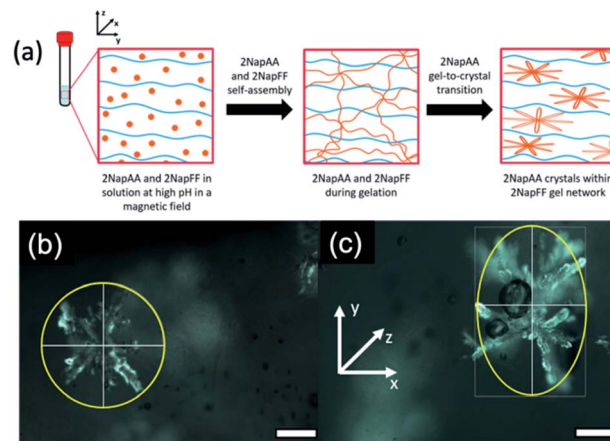 (a)
z
x
y
2NapAA
and 2NapFF
self-assembly
2NapAA
gel-to-crystal
transition
2NapAA and 2NapFF in
solution at high pH in a
magnetic field
2NapAA and 2NapFF
during gelation
2NapAA crystals within
2NapFF gel network
(b)
(c)
y
z
x